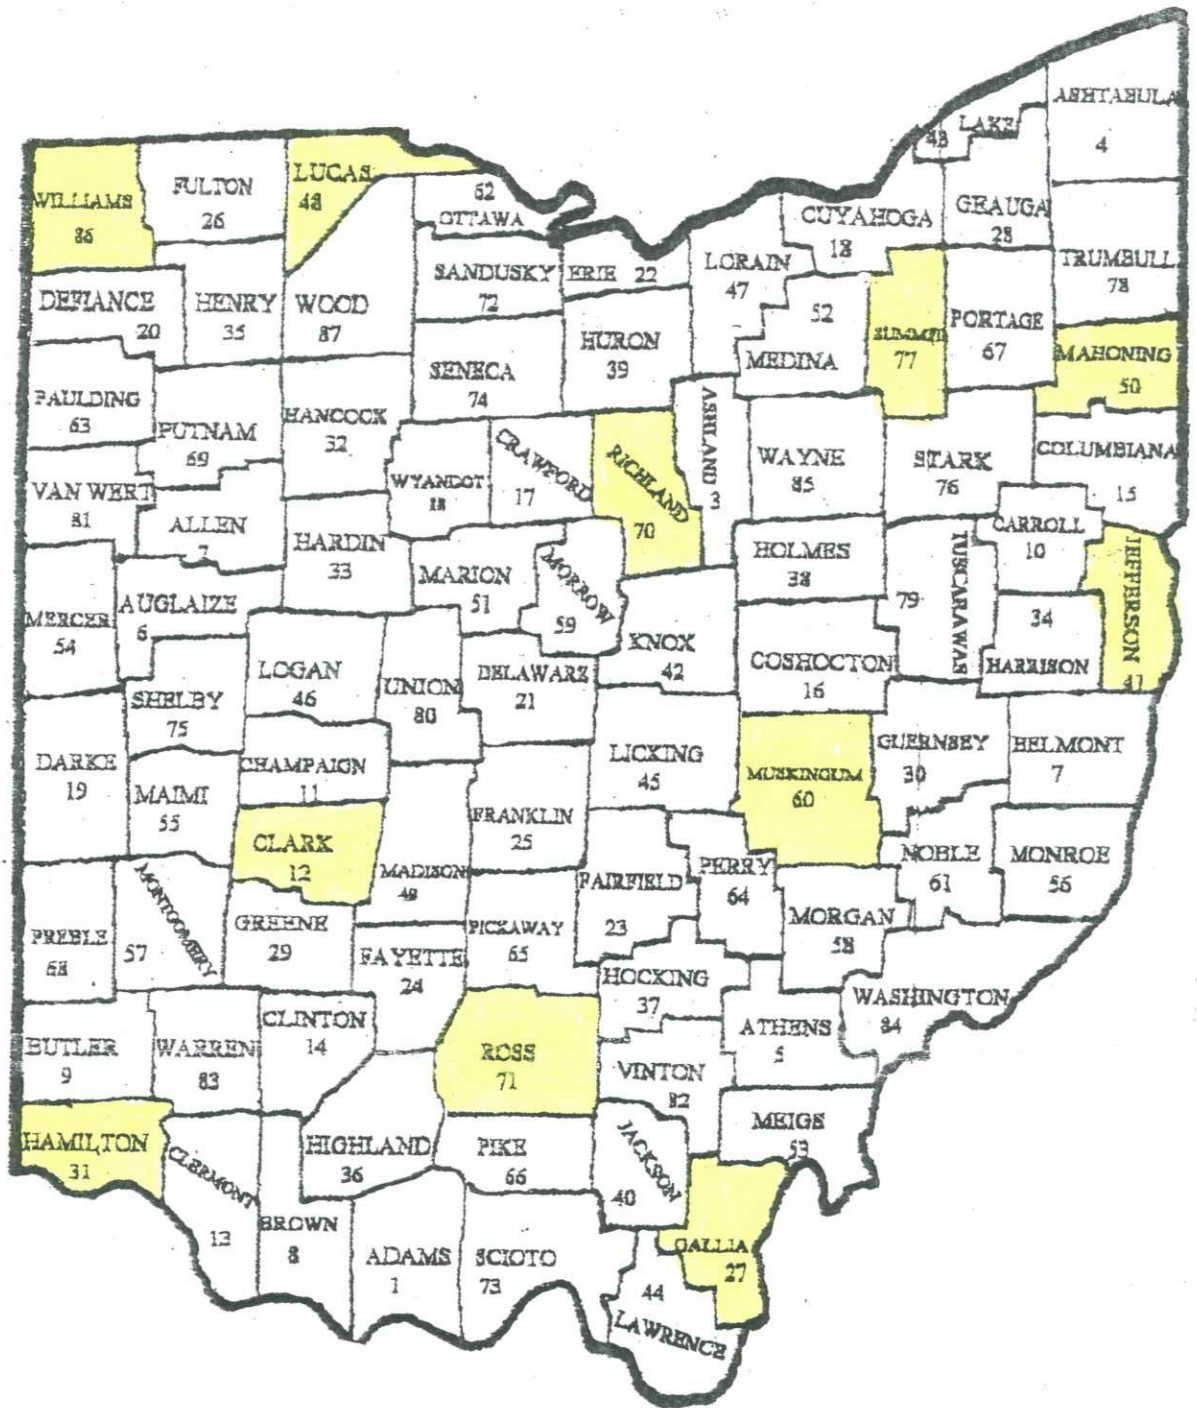 ASHTABULA
4
LAKE
43
WILLIAMS
86
FULTON
26
LUCAS
48
62
OTTAWA
CUYAHOGA
18
GEAUGA
28
TRUMBULL
78
DEFIANCE
20
HENRY
35
WOOD
87
SANDUSKY
72
ERIE 22
LORAIN
47
52
MEDINA
SUMMIT
77
PORTAGE
67
MAHONING
50
PAULDING
63
PUTNAM
69
HANCOCK
32
SENECA
74
HURON
39
ASHLAND
3
WAYNE
85
STARK
76
COLUMBIANA
15
VAN WERT
81
ALLEN
WYANDOT
CRAWFORD
17
RICHLAND
70
CARROLL
10
HARDIN
33
MARION
51
MORROW
59
HOLMES
38
TUSCARAWAS
79
JEFFERSON
41
MERCER
54
AUGLAIZE
6
KNOX
42
COSHOCTON
16
34
HARRISON
SHELBY
75
LOGAN
46
UNION
80
DELAWARE
21
DARKE
19
MAIMI
55
CHAMPAIGN
11
LICKING
45
MUSKINGUM
60
GUERNSEY
30
BELMONT
7
CLARK
12
MADISON
49
FRANKLIN
25
FAIRFIELD
23
PERRY
64
NOBLE
61
MONROE
56
PREBLE
68
MONTGOMERY
57
GREENE
29
FAYETTE
24
PICKAWAY
65
MORGAN
58
HOCKING
37
WASHINGTON
84
BUTLER
9
WARREN
83
CLINTON
14
ROSS
71
VINTON
82
ATHENS
5
HAMILTON
31
CLERMONT
13
HIGHLAND
36
PIKE
66
JACKSON
40
MEIGS
53
BROWN
8
ADAMS
1
SCIOTO
73
GALLIA
27
44
LAWRENCE